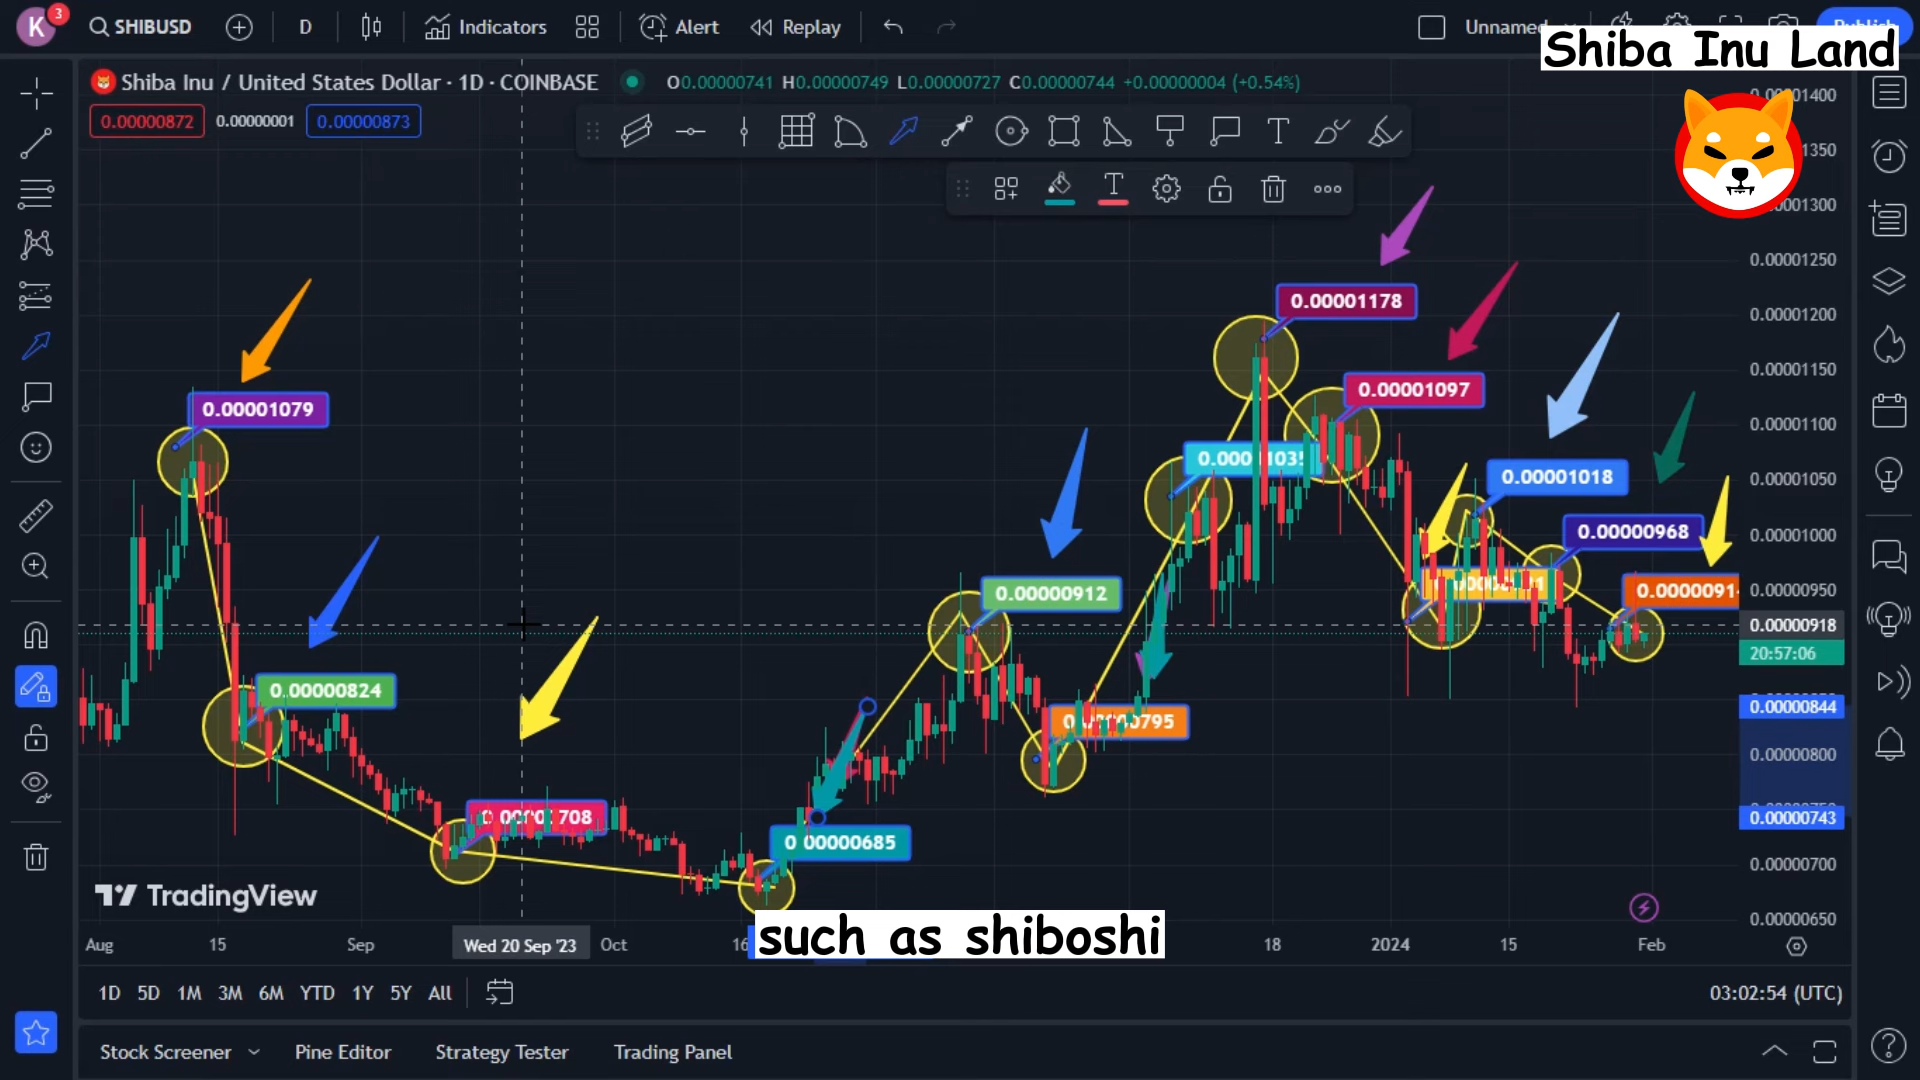 K
3
SHIBUSD
D
Indicators
Alert
Replay
Unnamed
Publish
Shiba Inu Land
Shiba Inu / United States Dollar · 1D · COINBASE
O0.00000741 H0.00000749 L0.00000727 C0.00000744 +0.00000004 (+0.54%)
0.00000872
0.00000001
0.00000873
0.00001400
0.00001300
0.00001250
0.00001200
0.00001150
0.00001100
0.00001050
0.00001000
0.00000950
0.00000918
20:57:06
0.00000844
0.00000800
0.00000743
0.00000700
0.00000650
0.00001178
0.00001097
0.00001079
0.00001018
0.00000968
0.00000912
0.00000824
0.00000685
TradingView
such as shiboshi
Aug
15
Sep
Wed 20 Sep '23
Oct
16
18
2024
15
Feb
1D 5D 1M 3M 6M YTD 1Y 5Y All
03:02:54 (UTC)
Stock Screener
Pine Editor
Strategy Tester
Trading Panel